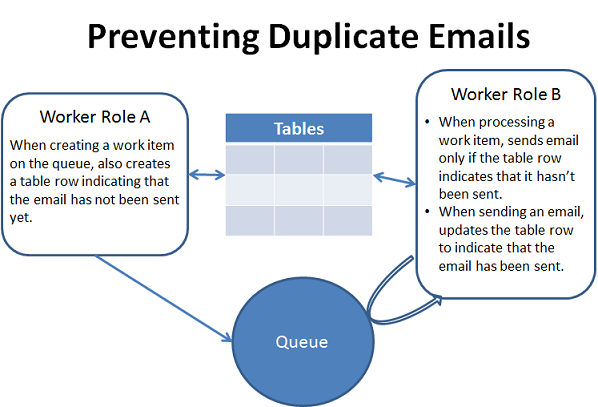 Preventing Duplicate Emails
Worker Role A
When creating a work item
on the queue, also creates
a table row indicating that
the email has not been sent
yet.
Tables
Worker Role B
• When processing a
work item, sends email
only if the table row
indicates that it hasn't
been sent.
• When sending an email,
updates the table row
to indicate that the
email has been sent.
Queue